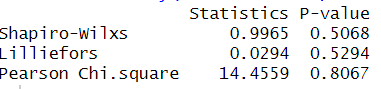 Statistics P-value
Shapiro-Wilxs 0.9965 0.5068
Lilliefors 0.0294 0.5294
Pearson Chi.square 14.4559 0.8067